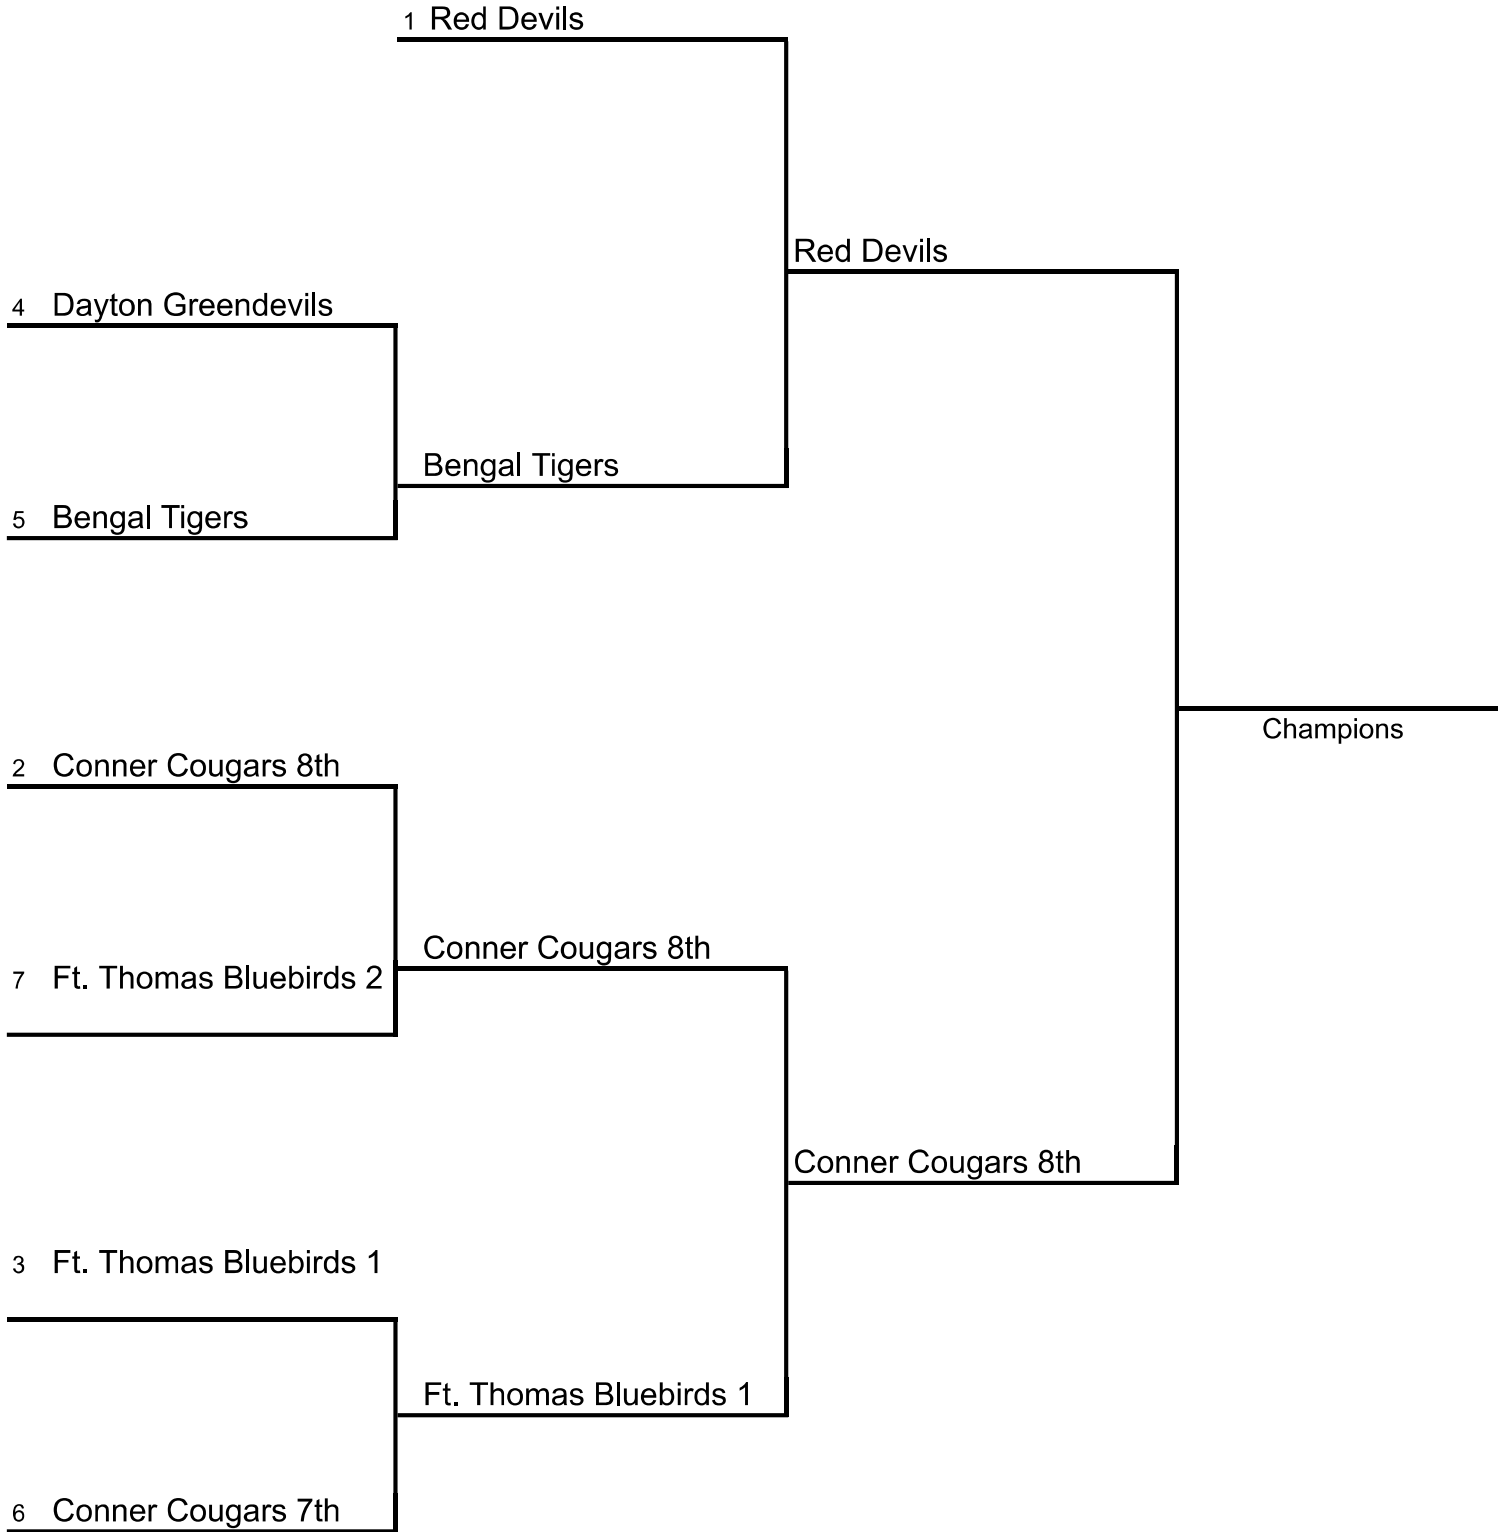 1 Red Devils
Red Devils
4 Dayton Greendevils
Bengal Tigers
5 Bengal Tigers
Champions
2 Conner Cougars 8th
Conner Cougars 8th
7 Ft. Thomas Bluebirds 2
Conner Cougars 8th
3 Ft. Thomas Bluebirds 1
Ft. Thomas Bluebirds 1
6 Conner Cougars 7th